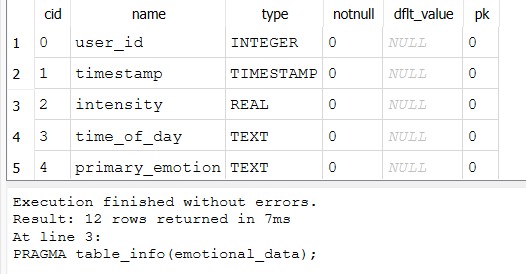 cid name type notnull dflt_value pk
1 0 user_id INTEGER 0 NULL 0
2 1 timestamp TIMESTAMP 0 NULL 0
3 2 intensity REAL 0 NULL 0
4 3 time_of_day TEXT 0 NULL 0
5 4 primary_emotion TEXT 0 NULL 0
Execution finished without errors.
Result: 12 rows returned in 7ms
At line 3:
PRAGMA table_info(emotional_data);